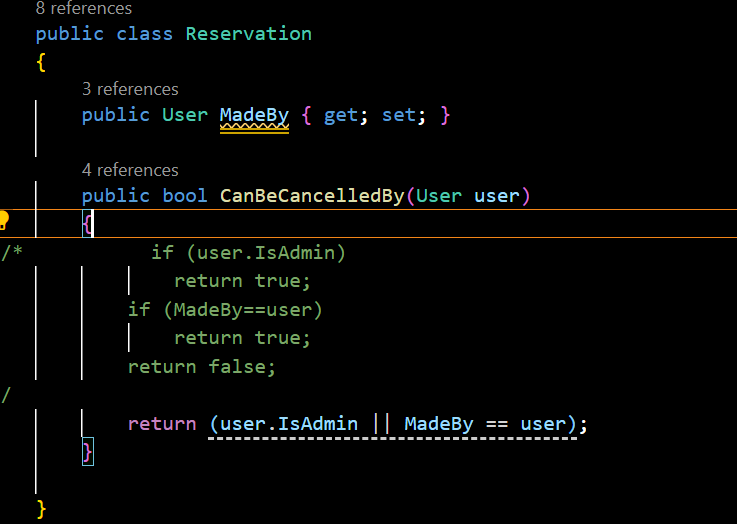 8 references
public class Reservation
{
3 references
public User MadeBy { get; set; }
4 references
public bool CanBeCancelledBy(User user)
{
/* if (user.IsAdmin)
return true;
if (MadeBy==user)
return true;
return false;
/
return (user.IsAdmin || MadeBy == user);
}
}